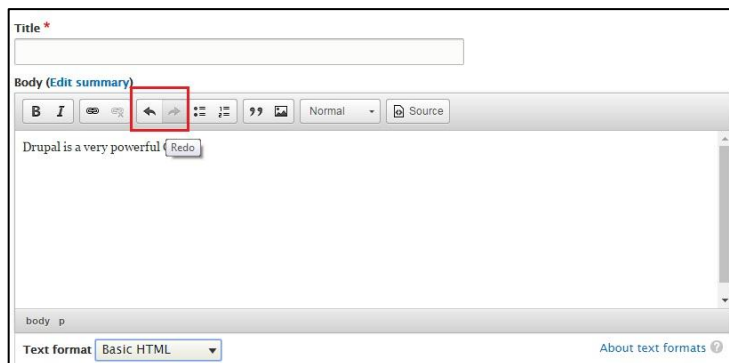 Title *
Body (Edit summary)
B I Normal Source
Drupal is a very powerful
Redo
body p
Text format Basic HTML About text formats ?